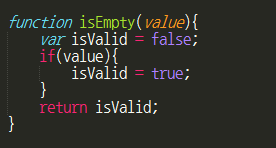 function isEmpty(value){
    var isValid = false;
    if(value){
        isValid = true;
    }
    return isValid;
}